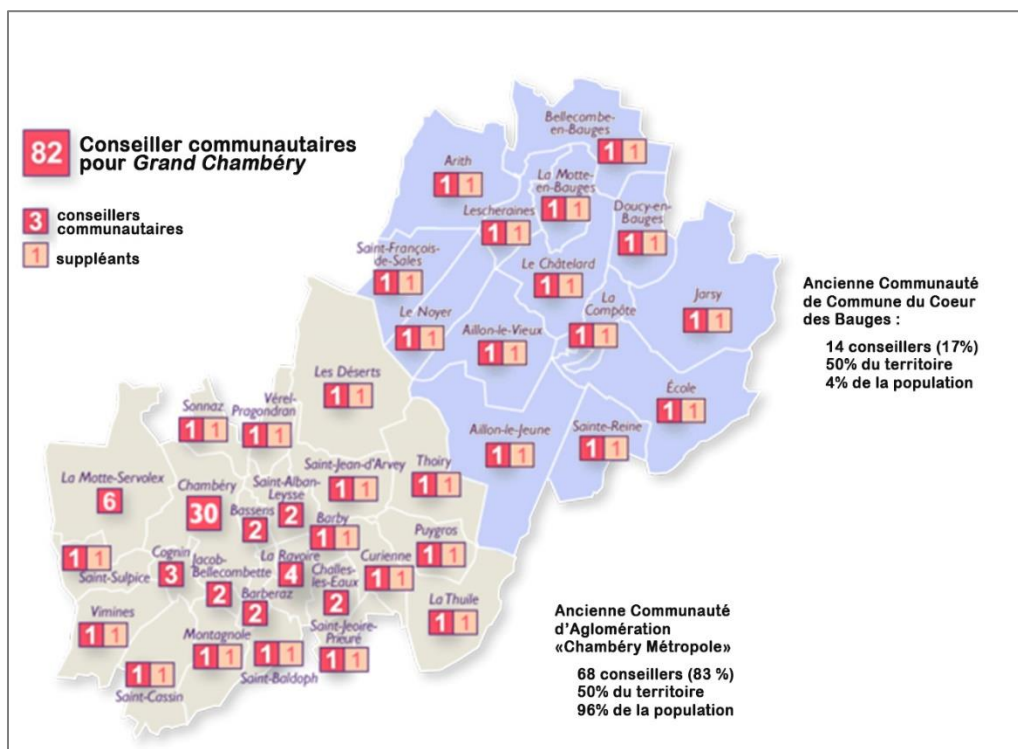 82
Conseiller communautaires
pour Grand Chambéry
3
conseillers
communautaires
1
suppléants
Bellecombe-
en-Bauges
1 1
Arith
1 1
La Motte-
en-Bauges
1 1
Lescheraines
1 1
Doucy-en-
Bauges
1 1
Saint-François-
de-Sales
1 1
Le Châtelard
1 1
La
Compôte
1 1
Jarsy
1 1
Le Noyer
1 1
Aillon-le-Vieux
1 1
École
1 1
Aillon-le-Jeune
1 1
Sainte-Reine
1 1
Ancienne Communauté
de Commune du Coeur
des Bauges :
14 conseillers (17%)
50% du territoire
4% de la population
Les Déserts
1 1
Sonnaz
1 1
Vérel-
Pragondran
1 1
La Motte-Servolex
6
Chambéry
30
Saint-Jean-d'Arvey
1 1
Thoiry
1 1
Saint-Alban-
Leysse
2
Bassens
2
Barby
1 1
Puygros
1 1
1 1
Saint-Sulpice
Cognin
3
Jacob-
Bellecombette
2
La Ravoire
4
Challes-
les-Eaux
2
Curienne
1 1
Barberaz
2
La Thuile
1 1
Vimines
1 1
Montagnole
1 1
1 1
Saint-Baldoph
Saint-Jeoire-
Prieuré
1 1
1 1
Saint-Cassin
Ancienne Communauté
d'Aglomération
«Chambéry Métropole»
68 conseillers (83 %)
50% du territoire
96% de la population